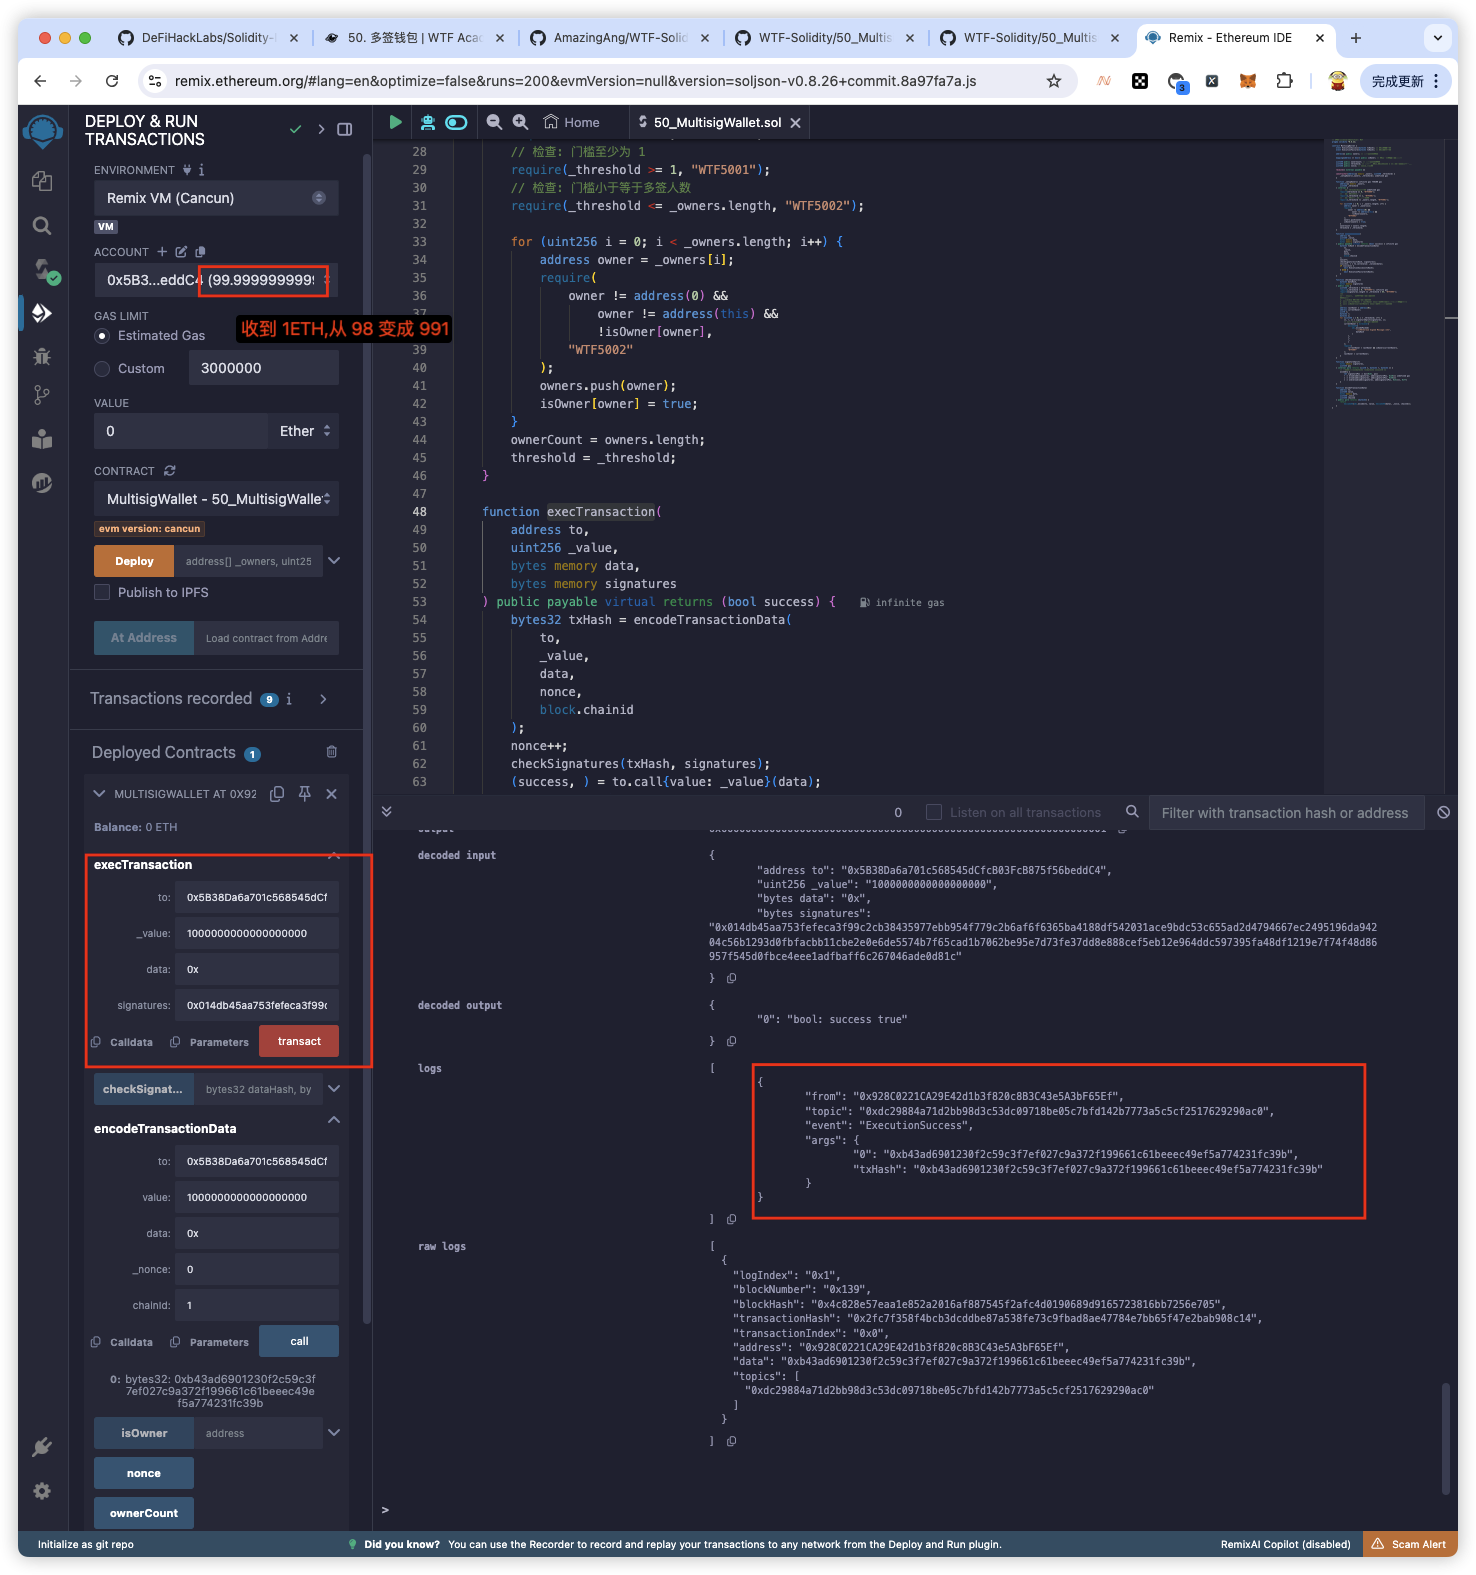 DeFiHackLabs/Solidity-
50. 多签钱包 | WTF Aca
AmazingAng/WTF-Solid
WTF-Solidity/50_Multis
WTF-Solidity/50_Multis
Remix - Ethereum IDE
remix.ethereum.org/#lang=en&optimize=false&runs=200&evmVersion=null&version=soljson-v0.8.26+commit.8a97fa7a.js
3
完成更新
DEPLOY & RUN
TRANSACTIONS
ENVIRONMENT
Remix VM (Cancun)
VM
ACCOUNT
0x5B3...eddC4 (99.9999999999
收到 1ETH,从 98 变成 991
GAS LIMIT
Estimated Gas
Custom
3000000
VALUE
0
Ether
CONTRACT
MultisigWallet - 50_MultisigWalle
evm version: cancun
Deploy
address[] _owners, uint25
Publish to IPFS
At Address
Load contract from Addre
Transactions recorded 9 i
Deployed Contracts 1
MULTISIGWALLET AT 0X92
Balance: 0 ETH
execTransaction
to: 0x5B38Da6a701c568545dCf
_value: 1000000000000000000
data: 0x
signatures: 0x014db45aa753fefeca3f99c
Calldata Parameters transact
checkSignat... bytes32 dataHash, by
encodeTransactionData
to: 0x5B38Da6a701c568545dCf
value: 1000000000000000000
data: 0x
_nonce: 0
chainId: 1
Calldata Parameters call
0: bytes32: 0xb43ad6901230f2c59c3f
7ef027c9a372f199661c61beeec49e
f5a774231fc39b
isOwner address
nonce
ownerCount
Home
50_MultisigWallet.sol
28 // 检查: 门槛至少为 1
29 require(_threshold >= 1, "WTF5001");
30 // 检查: 门槛小于等于多签人数
31 require(_threshold <= _owners.length, "WTF5002");
32
33 for (uint256 i = 0; i < _owners.length; i++) {
34 address owner = _owners[i];
35 require(
36 owner != address(0) &&
37 owner != address(this) &&
!isOwner[owner],
39 "WTF5002"
40 );
41 owners.push(owner);
42 isOwner[owner] = true;
43 }
44 ownerCount = owners.length;
45 threshold = _threshold;
46 }
47
48 function execTransaction(
49 address to,
50 uint256 _value,
51 bytes memory data,
52 bytes memory signatures
53 ) public payable virtual returns (bool success) { infinite gas
54 bytes32 txHash = encodeTransactionData(
55 to,
56 _value,
57 data,
58 nonce,
59 block.chainid
60 );
61 nonce++;
62 checkSignatures(txHash, signatures);
63 (success, ) = to.call{value: _value}(data);
0
Listen on all transactions
Filter with transaction hash or address
output
decoded input
{
"address to": "0x5B38Da6a701c568545dCfcB03FcB875f56beddC4",
"uint256 _value": "1000000000000000000",
"bytes data": "0x",
"bytes signatures":
"0x014db45aa753fefeca3f99c2cb38435977ebb954f779c2b6af6f6365ba4188df542031ace9bdc53c655ad2d4794667ec2495196da942
04c56b1293d0fbfacbb11cbe2e0e6de5574b7f65cad1b7062be95e7d73fe37dd8e888cef5eb12e964ddc597395fa48df1219e7f74f48d86
957f545d0fbce4eee1adfbaff6c267046ade0d81c"
}
decoded output
{
"0": "bool: success true"
}
logs
[
{
"from": "0x928C0221CA29E42d1b3f820c8B3C43e5A3bF65Ef",
"topic": "0xdc29884a71d2bb98d3c53dc09718be05c7bfd142b7773a5c5cf2517629290ac0",
"event": "ExecutionSuccess",
"args": {
"0": "0xb43ad6901230f2c59c3f7ef027c9a372f199661c61beeec49ef5a774231fc39b",
"txHash": "0xb43ad6901230f2c59c3f7ef027c9a372f199661c61beeec49ef5a774231fc39b"
}
}
]
raw logs
[
{
"logIndex": "0x1",
"blockNumber": "0x139",
"blockHash": "0x4c828e57eaa1e852a2016af887545f2afc4d0190689d9165723816bb7256e705",
"transactionHash": "0x2fc7f358f4bcb3dcddbe87a538fe73c9fbad8ae47784e7bb65f47e2bab908c14",
"transactionIndex": "0x0",
"address": "0x928C0221CA29E42d1b3f820c8B3C43e5A3bF65Ef",
"data": "0xb43ad6901230f2c59c3f7ef027c9a372f199661c61beeec49ef5a774231fc39b",
"topics": [
"0xdc29884a71d2bb98d3c53dc09718be05c7bfd142b7773a5c5cf2517629290ac0"
]
}
]
>
Initialize as git repo
Did you know? You can use the Recorder to record and replay your transactions to any network from the Deploy and Run plugin.
RemixAI Copilot (disabled)
Scam Alert